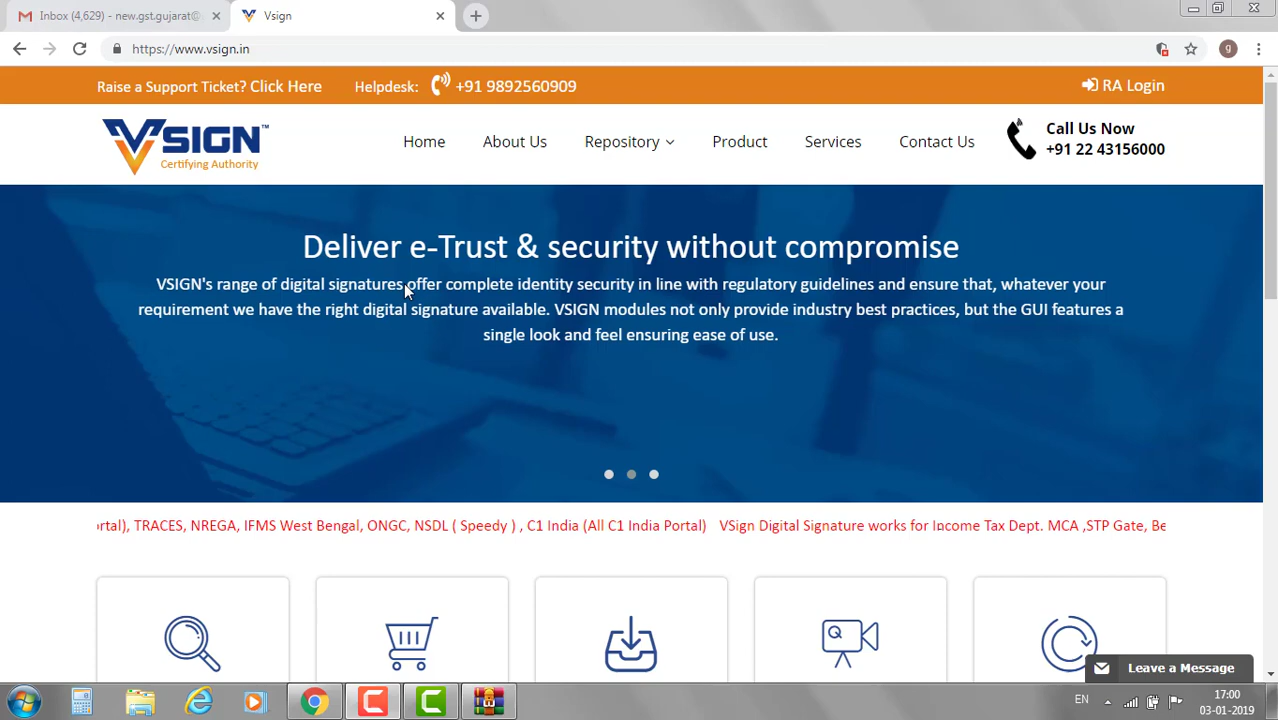 Inbox (4,629) - new.gst.gujarat@
Vsign
https://www.vsign.in
g
Raise a Support Ticket? Click Here
Helpdesk: +91 9892560909
RA Login
VSIGN™
Certifying Authority
Home
About Us
Repository
Product
Services
Contact Us
Call Us Now
+91 22 43156000
Deliver e-Trust & security without compromise
VSIGN's range of digital signatures offer complete identity security in line with regulatory guidelines and ensure that, whatever your
requirement we have the right digital signature available. VSIGN modules not only provide industry best practices, but the GUI features a
single look and feel ensuring ease of use.
ortal), TRACES, NREGA, IFMS West Bengal, ONGC, NSDL ( Speedy ) , C1 India (All C1 India Portal) VSign Digital Signature works for Income Tax Dept. MCA ,STP Gate, Be
Leave a Message
EN
17:00
03-01-2019